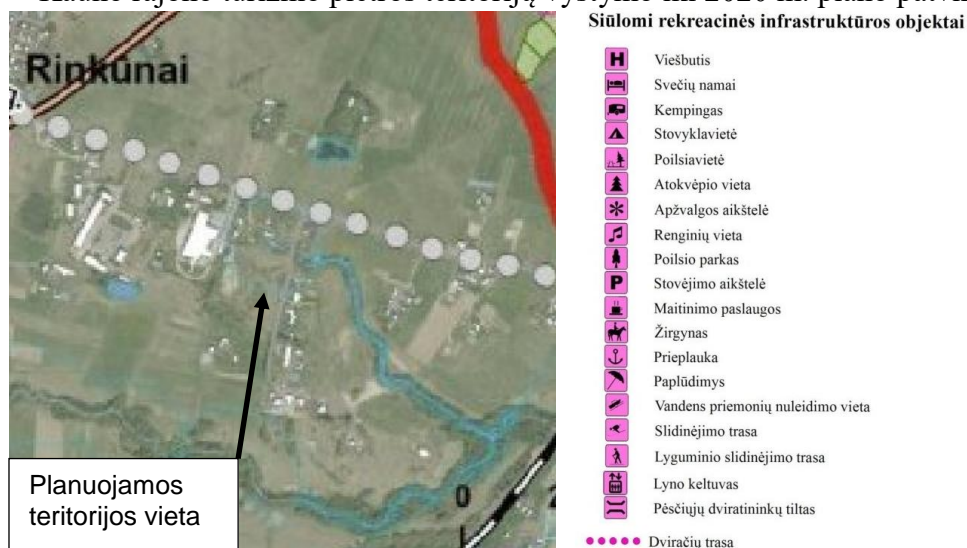 Siūlomi rekreacinės infrastruktūros objektai
Rinkūnai
Planuojamos
teritorijos vieta
0
2
H Viešbutis
Svečių namai
Kempingas
Stovyklavietė
Poilsiavietė
Atokvėpio vieta
Apžvalgos aikštelė
Renginių vieta
Poilsio parkas
P Stovėjimo aikštelė
Maitinimo paslaugos
Žirgynas
Prieplauka
Paplūdimys
Vandens priemonių nuleidimo vieta
Slidinėjimo trasa
Lyguminio slidinėjimo trasa
Lyno keltuvas
Pėsčiųjų dviratininkų tiltas
Dviračių trasa